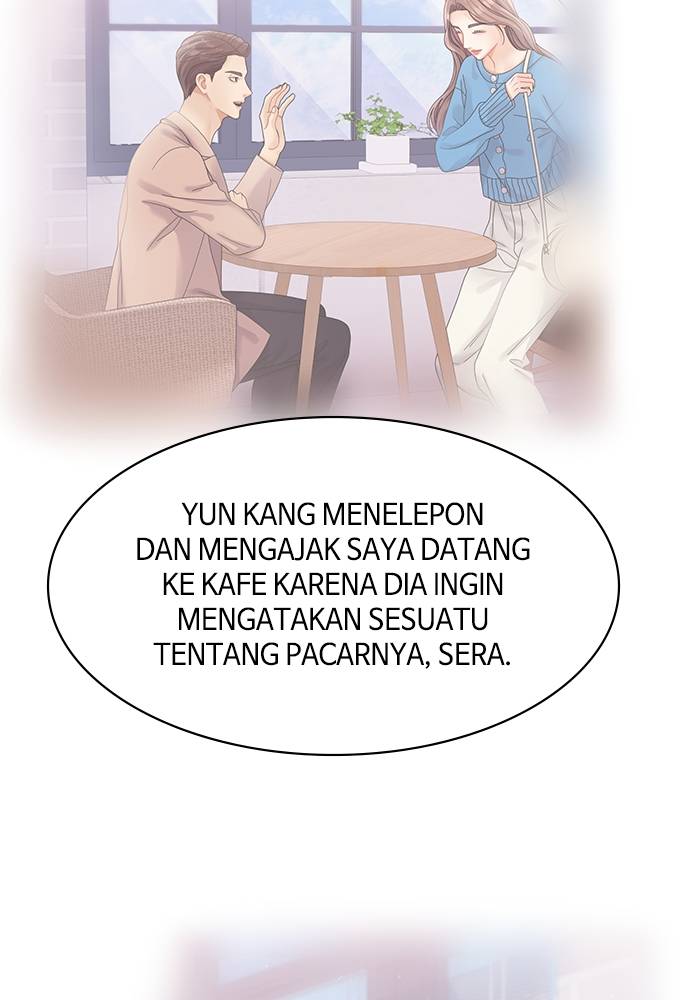 YUN KANG MENELEPON
DAN MENGAJAK SAYA DATANG
KE KAFE KARENA DIA INGIN
MENGATAKAN SESUATU
TENTANG PACARNYA, SERA.